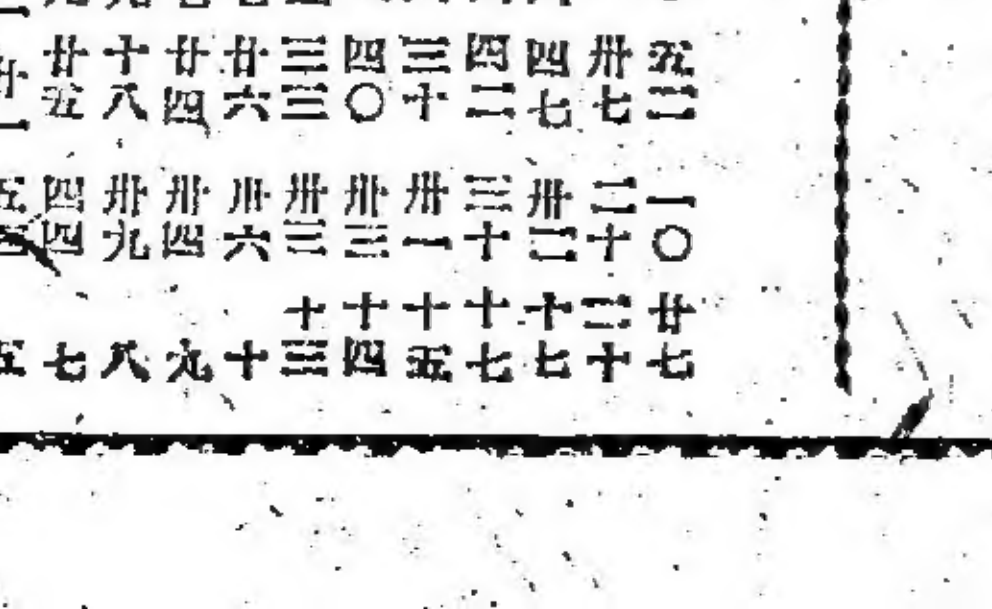 五二 一〇 廿七
卅七 二十 二十
四七 卅二 十七
四二 三十 十七
三十 卅一 十五
四〇 卅三 十四
三三 卅三 十三
廿六 卅六 十
廿四 卅四 九
十八 卅九 八
廿五 四四 七
五